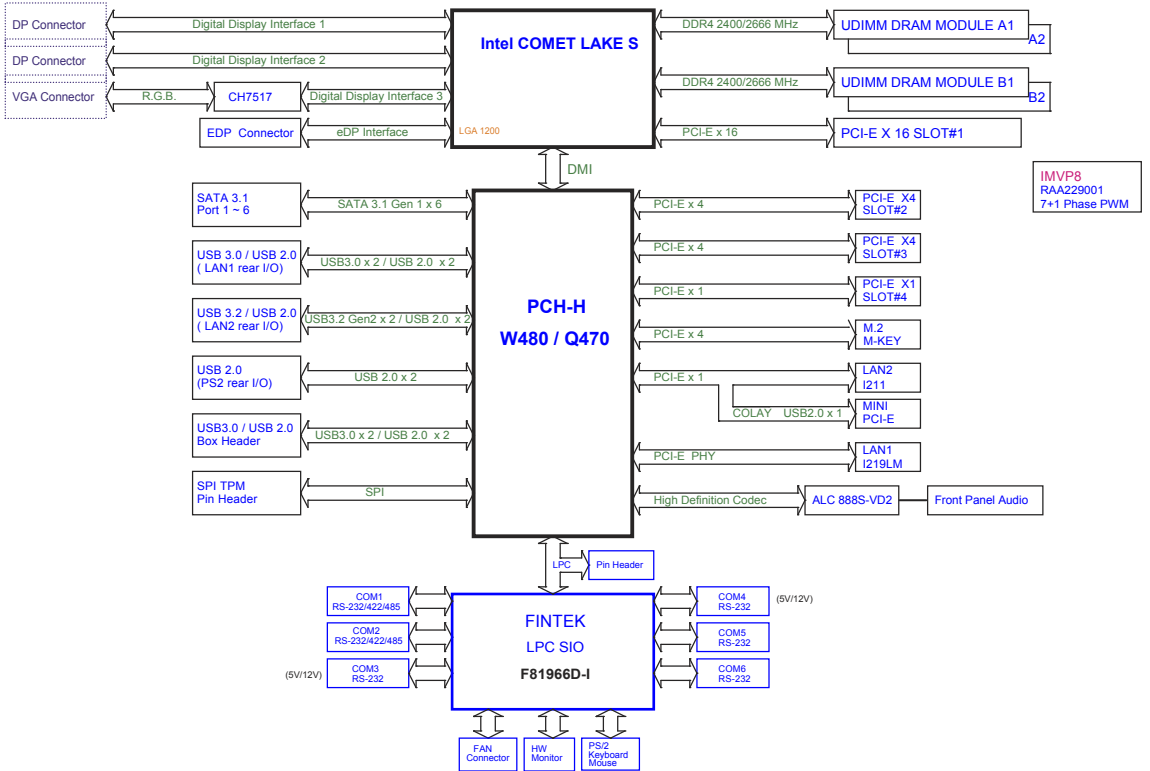 DP Connector
Digital Display Interface 1
DP Connector
Digital Display Interface 2
VGA Connector
R.G.B.
CH7517
Digital Display Interface 3
EDP Connector
eDP Interface
Intel COMET LAKE S
LGA 1200
DDR4 2400/2666 MHz
UDIMM DRAM MODULE A1
A2
DDR4 2400/2666 MHz
UDIMM DRAM MODULE B1
B2
PCI-E x 16
PCI-E X 16 SLOT#1
DMI
IMVP8
RAA229001
7+1 Phase PWM
SATA 3.1
Port 1 ~ 6
SATA 3.1 Gen 1 x 6
USB 3.0 / USB 2.0
( LAN1 rear I/O)
USB3.0 x 2 / USB 2.0 x 2
USB 3.2 / USB 2.0
( LAN2 rear I/O)
USB3.2 Gen2 x 2 / USB 2.0 x 2
USB 2.0
(PS2 rear I/O)
USB 2.0 x 2
USB3.0 / USB 2.0
Box Header
USB3.0 x 2 / USB 2.0 x 2
SPI TPM
Pin Header
SPI
PCH-H
W480 / Q470
PCI-E x 4
PCI-E X4
SLOT#2
PCI-E x 4
PCI-E X4
SLOT#3
PCI-E x 1
PCI-E X1
SLOT#4
PCI-E x 4
M.2
M-KEY
PCI-E x 1
LAN2
I211
COLAY USB2.0 x 1
MINI
PCI-E
PCI-E PHY
LAN1
I219LM
High Definition Codec
ALC 888S-VD2
Front Panel Audio
LPC
Pin Header
COM1
RS-232/422/485
COM2
RS-232/422/485
(5V/12V)
COM3
RS-232
FINTEK
LPC SIO
F81966D-I
COM4
RS-232
(5V/12V)
COM5
RS-232
COM6
RS-232
FAN
Connector
HW
Monitor
PS/2
Keyboard
Mouse